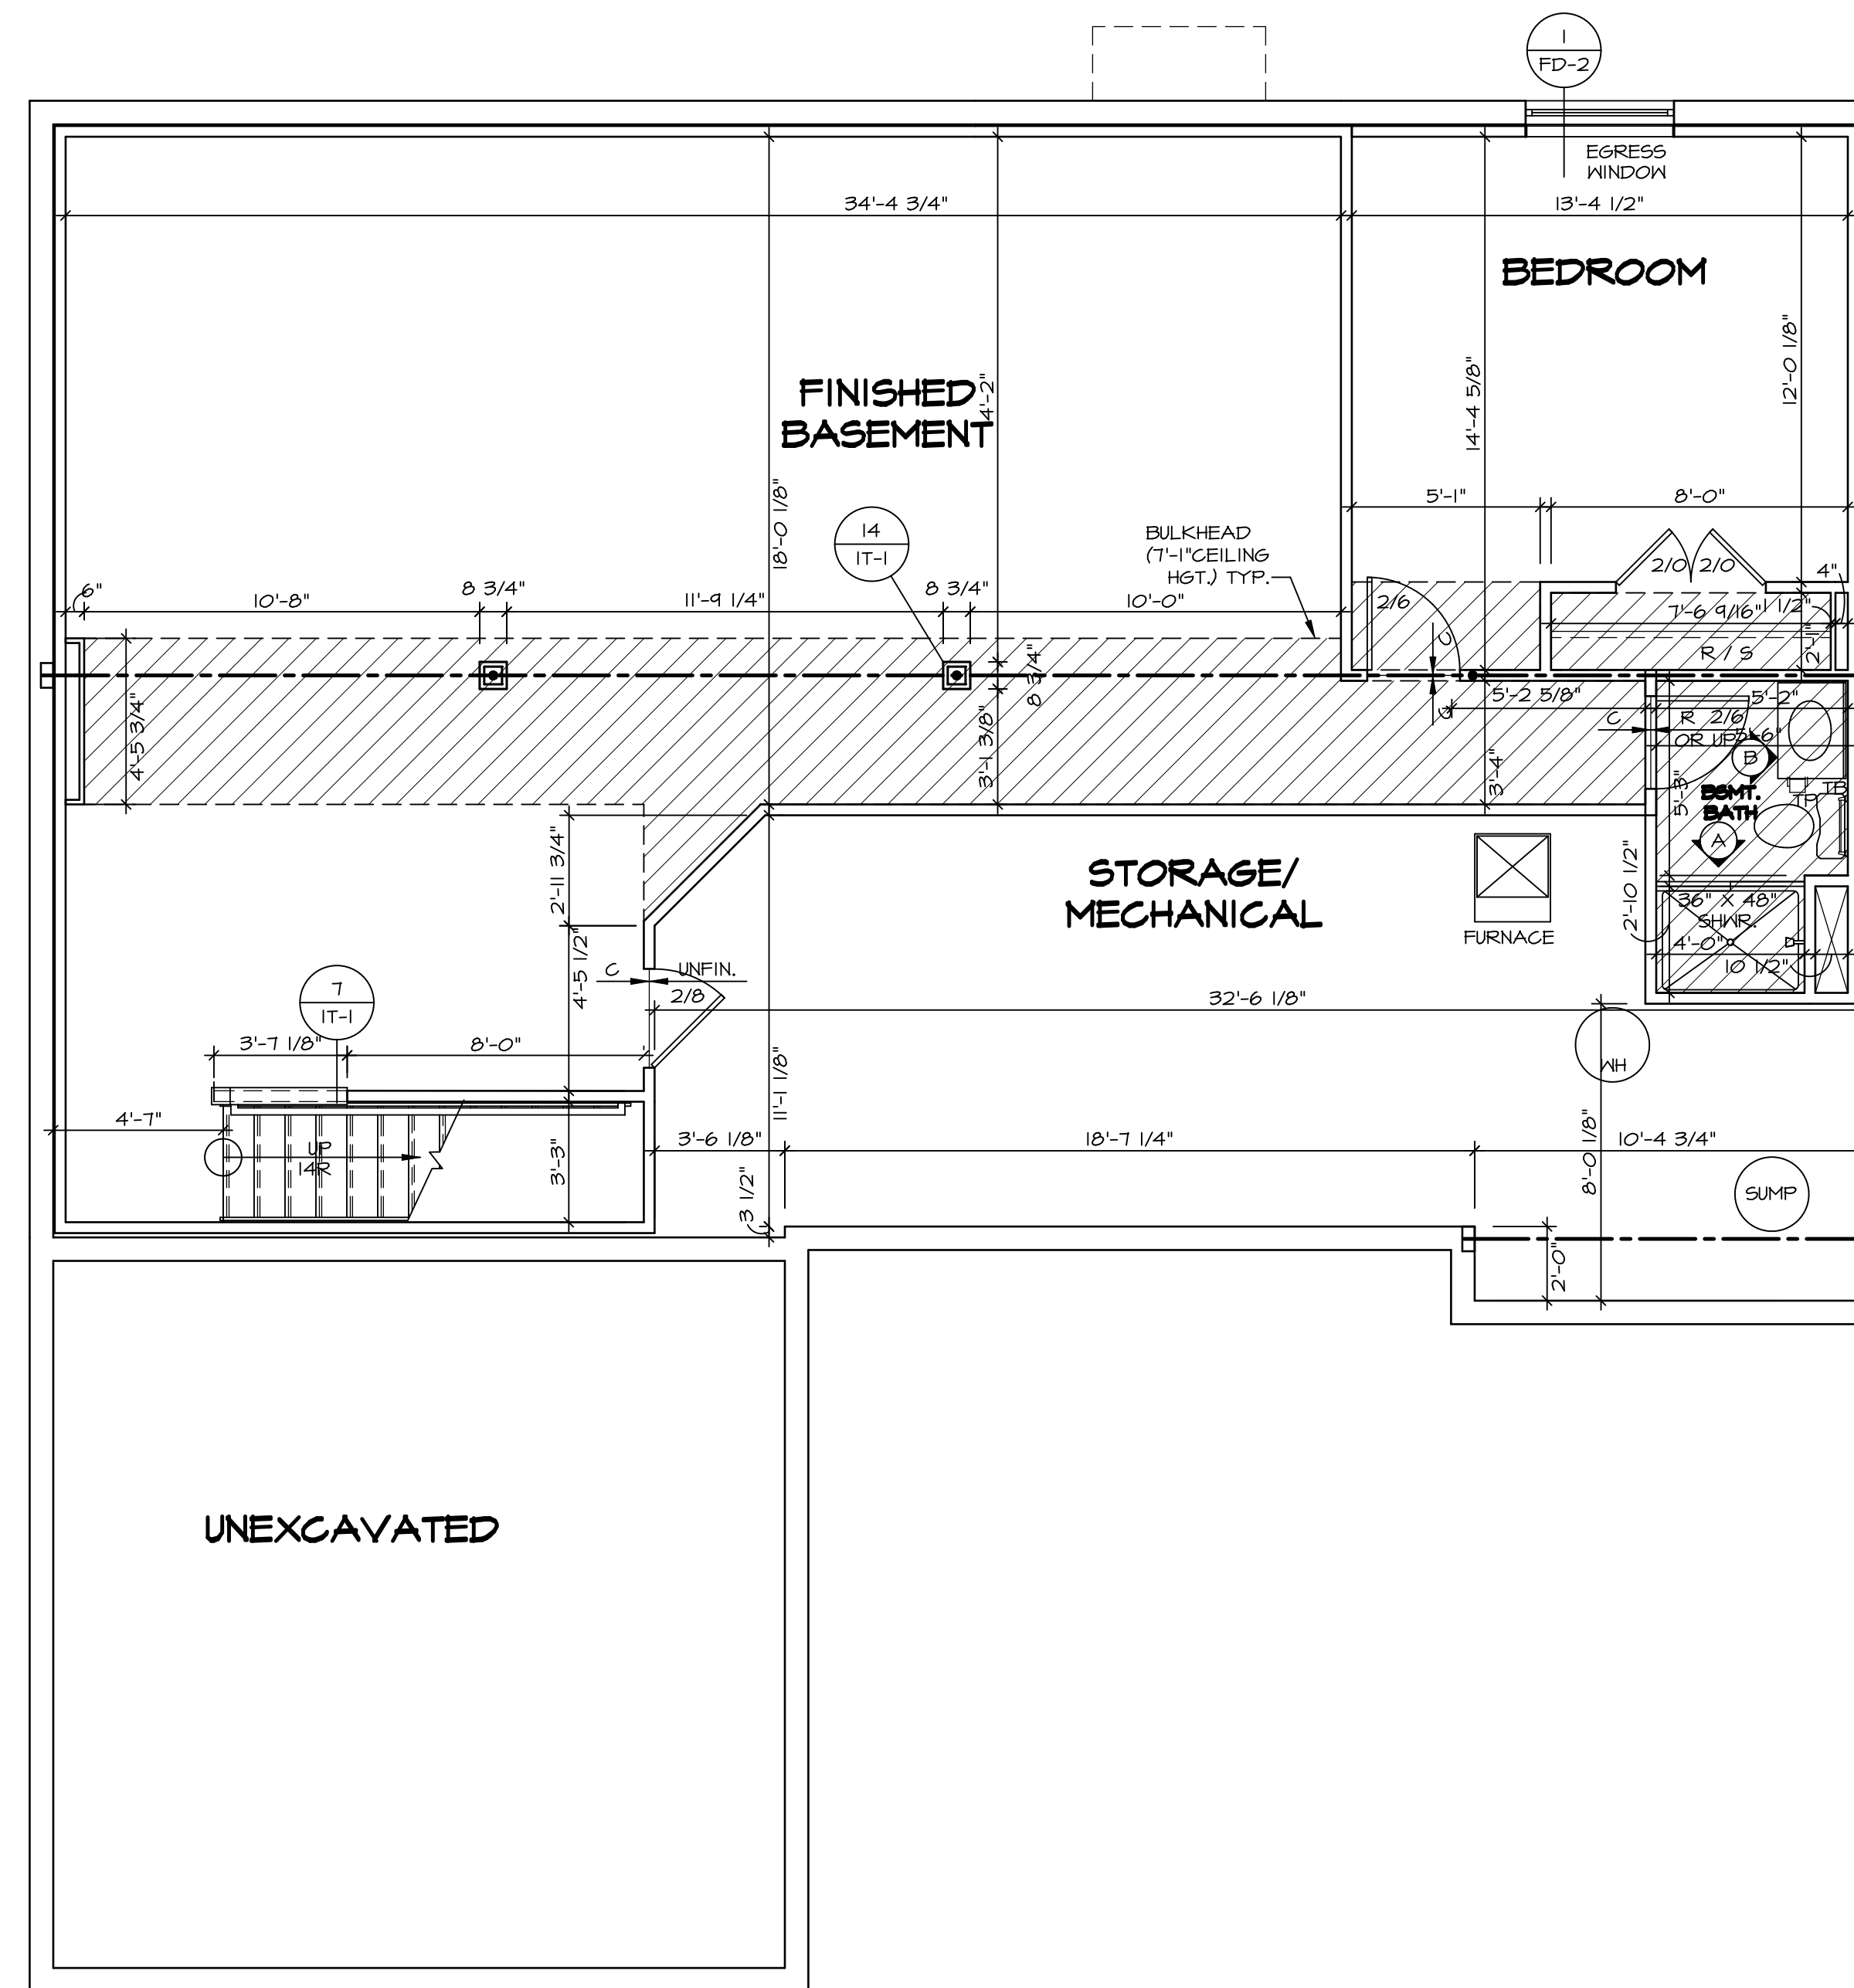 1
FD-2
EGRESS
WINDOW
34'-4 3/4"
13'-4 1/2"
BEDROOM
12'-0 1/8"
14'-4 5/8"
FINISHED
BASEMENT
4'-2"
18'-0 1/8"
5'-1"
8'-0"
14
1T-1
BULKHEAD
(7'-1"CEILING
HGT.) TYP.
2/0 2/0
4"
6"
10'-8"
8 3/4"
11'-9 1/4"
8 3/4"
10'-0"
2/6
7'-6 9/16"
1 1/2"
2'-1"
C
R / S
8 3/4"
4'-5 3/4"
3'-1 3/8"
C
5'-2 5/8"
5'-2"
C
R 2/6
OR UP
5'-6"
B
3'-4"
5'-3"
BSMT.
BATH
TP
TB
A
2'-11 3/4"
STORAGE/
MECHANICAL
FURNACE
2'-10 1/2"
36" X 48"
SHWR.
4'-0"
10 1/2"
4'-5 1/2"
C
UNFIN.
2/8
32'-6 1/8"
7
1T-1
3'-7 1/8"
8'-0"
WH
11'-1 1/8"
4'-7"
UP
14R
3'-3"
3'-6 1/8"
18'-7 1/4"
10'-4 3/4"
8'-0 1/8"
3 1/2"
SUMP
2'-0"
UNEXCAVATED